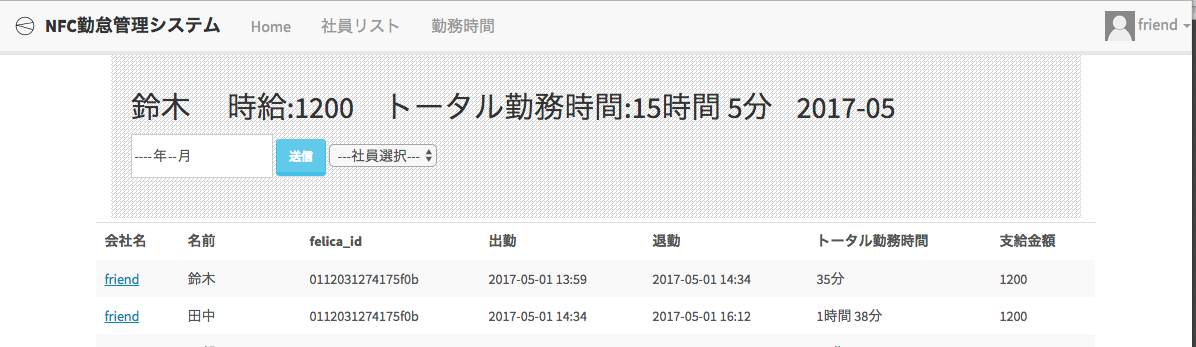 NFC勤怠管理システム Home 社員リスト 勤務時間 friend
鈴木 時給:1200 トータル勤務時間:15時間 5分 2017-05
----年--月 送信 ---社員選択---
会社名 名前 felica_id 出勤 退勤 トータル勤務時間 支給金額
friend 鈴木 0112031274175f0b 2017-05-01 13:59 2017-05-01 14:34 35分 1200
friend 田中 0112031274175f0b 2017-05-01 14:34 2017-05-01 16:12 1時間 38分 1200